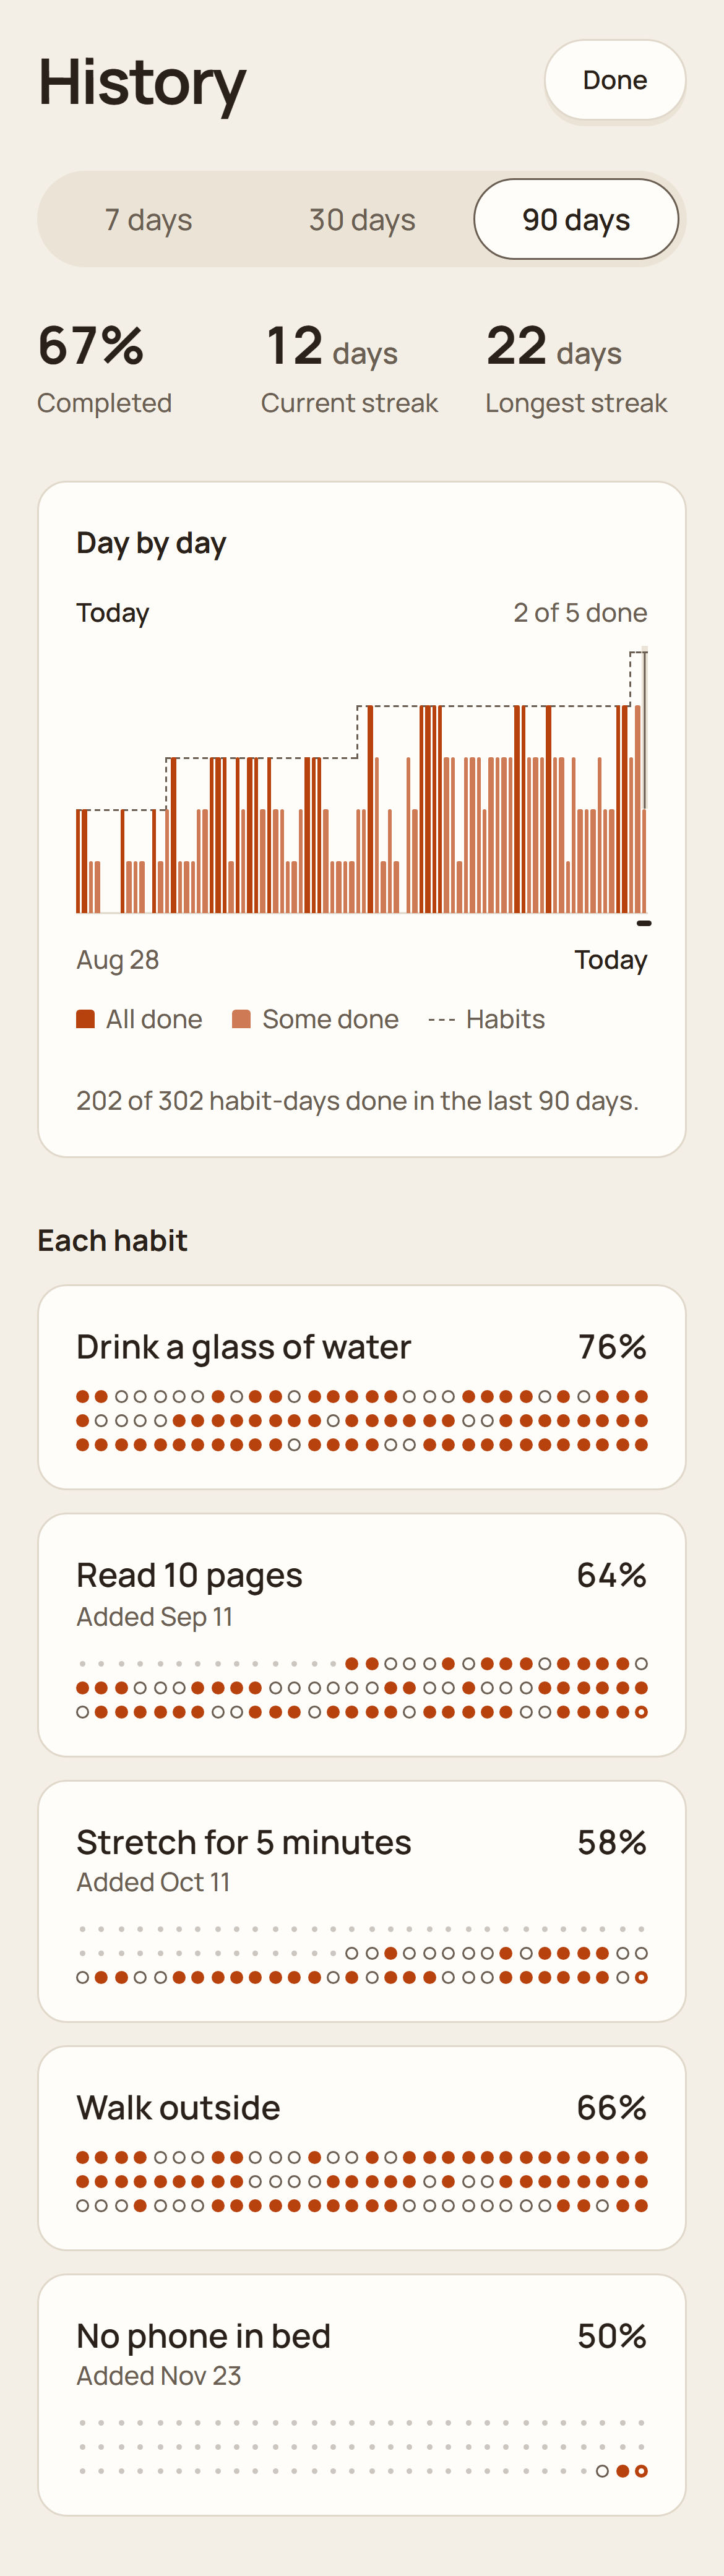 History
Done
7 days
30 days
90 days
67%
12 days
22 days
Completed
Current streak
Longest streak
Day by day
Today
2 of 5 done
Aug 28
Today
All done
Some done
Habits
202 of 302 habit-days done in the last 90 days.
Each habit
Drink a glass of water
76%
Read 10 pages
64%
Added Sep 11
Stretch for 5 minutes
58%
Added Oct 11
Walk outside
66%
No phone in bed
50%
Added Nov 23